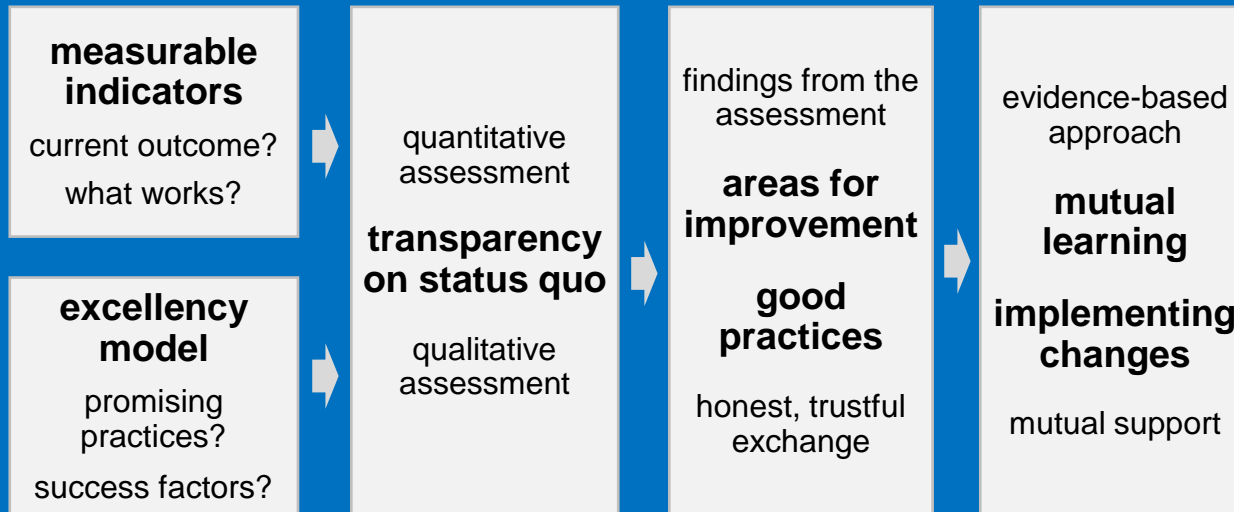 measurable
indicators
current outcome?
what works?
excellency
model
promising
practices?
success factors?
quantitative
assessment
transparency
on status quo
qualitative
assessment
findings from the
assessment
areas for
improvement
good
practices
honest, trustful
exchange
evidence-based
approach
mutual
learning
implementing
changes
mutual support